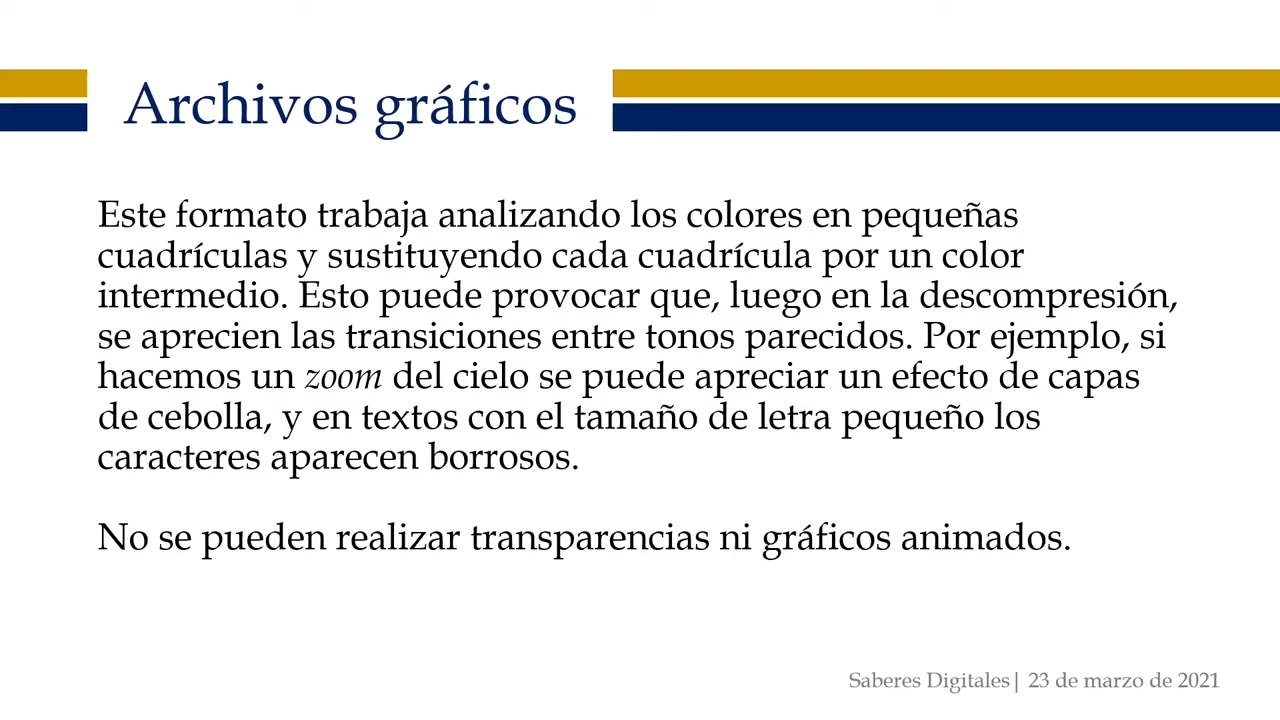 Archivos gráficos
Este formato trabaja analizando los colores en pequeñas
cuadrículas y sustituyendo cada cuadrícula por un color
intermedio. Esto puede provocar que, luego en la descompresión,
se aprecien las transiciones entre tonos parecidos. Por ejemplo, si
hacemos un zoom del cielo se puede apreciar un efecto de capas
de cebolla, y en textos con el tamaño de letra pequeño los
caracteres aparecen borrosos.
No se pueden realizar transparencias ni gráficos animados.
Saberes Digitales| 23 de marzo de 2021